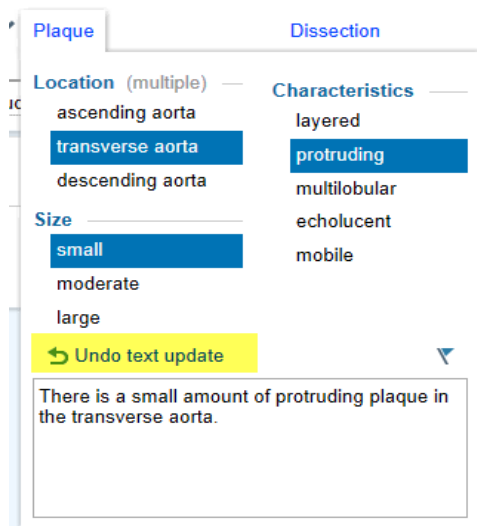 Plaque
Dissection
Location (multiple)
ascending aorta
transverse aorta
descending aorta
Size
small
moderate
large
Characteristics
layered
protruding
multilobular
echolucent
mobile
Undo text update
There is a small amount of protruding plaque in
the transverse aorta.